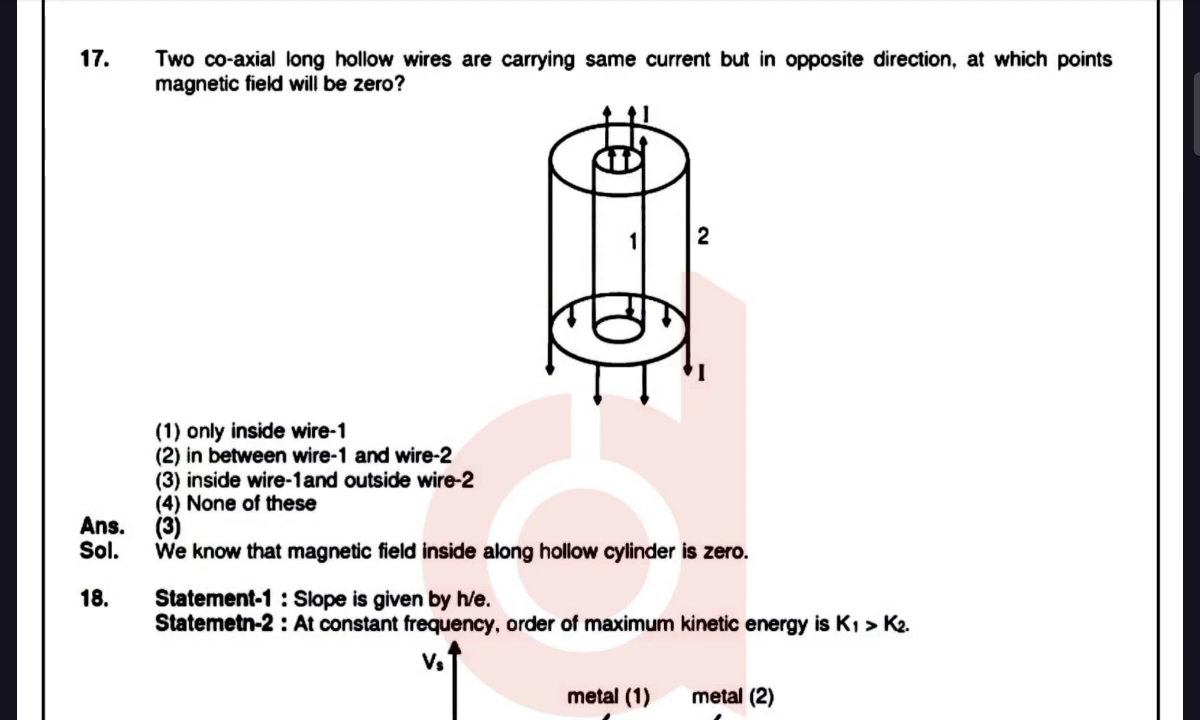 17. Two co-axial long hollow wires are carrying same current but in opposite direction, at which points
magnetic field will be zero?
I
1
2
I
(1) only inside wire-1
(2) in between wire-1 and wire-2
(3) inside wire-1and outside wire-2
(4) None of these
Ans. (3)
Sol. We know that magnetic field inside along hollow cylinder is zero.
18. Statement-1 : Slope is given by h/e.
Statemetn-2 : At constant frequency, order of maximum kinetic energy is K1 > K2.
Vs
metal (1) metal (2)